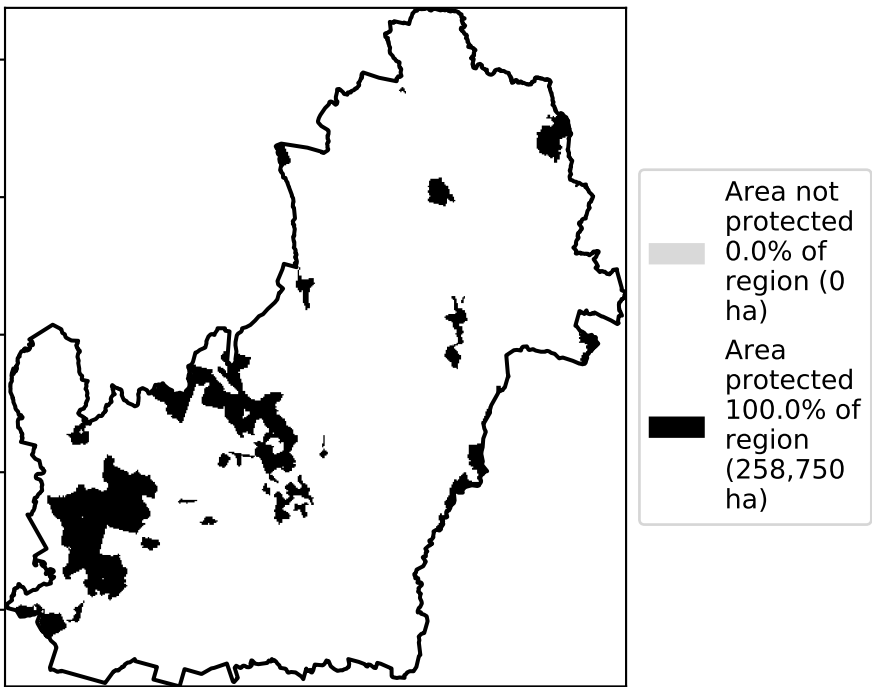 Area not
protected
0.0% of
region (0
ha)
Area
protected
100.0% of
region
(258,750
ha)